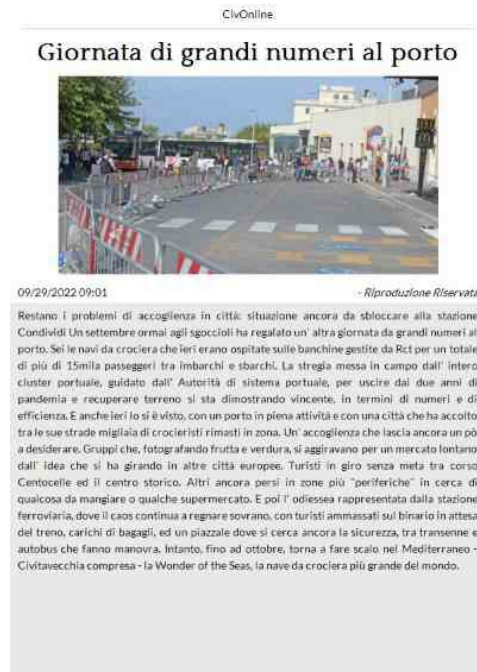 CivOnline
Giornata di grandi numeri al porto
09/29/2022 09:01
- Riproduzione Riservata
Restano i problemi di accoglienza in città: situazione ancora da sbloccare alla stazione
Condividi Un settembre ormai agli sgoccioli ha regalato un' altra giornata da grandi numeri al
porto. Sei le navi da crociera che ieri erano ospitate sulle banchine gestite da Rct per un totale
di più di 15mila passeggeri tra imbarchi e sbarchi. La stregia messa in campo dall' intero
cluster portuale, guidato dall' Autorità di sistema portuale, per uscire dai due anni di
pandemia e recuperare terreno si sta dimostrando vincente, in termini di numeri e di
efficienza. E anche ieri lo si è visto, con un porto in piena attività e con una città che ha accolto
tra le sue strade migliaia di crocieristi rimasti in zona. Un' accoglienza che lascia ancora un pò
a desiderare. Gruppi che, fotografando frutta e verdura, si aggiravano per un mercato lontano
dall' idea che si ha girando in altre città europee. Turisti in giro senza meta tra corso
Centocelle ed il centro storico. Altri ancora persi in zone più "periferiche" in cerca di
qualcosa da mangiare o qualche supermercato. E poi l' odiessea rappresentata dalla stazione
ferroviaria, dove il caos continua a regnare sovrano, con turisti ammassati sul binario in attesa
del treno, carichi di bagagli, ed un piazzale dove si cerca ancora la sicurezza, tra transenne e
autobus che fanno manovra. Intanto, fino ad ottobre, torna a fare scalo nel Mediterraneo -
Civitavecchia compresa - la Wonder of the Seas, la nave da crociera più grande del mondo.